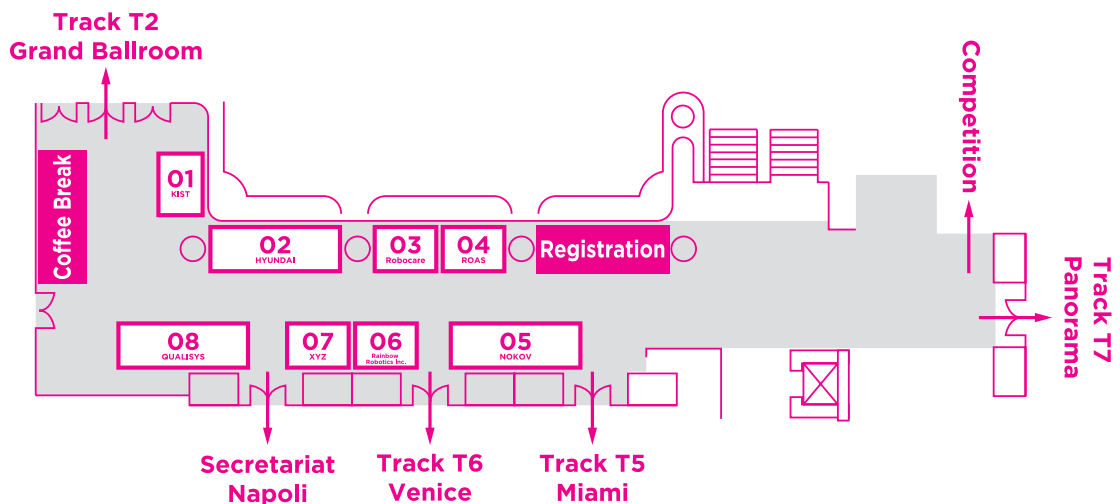 Track T2
Grand Ballroom
Competition
Coffee Break
01
KIST
02
HYUNDAI
03
Robocare
04
ROAS
Registration
Track T7
Panorama
08
QUALISYS
07
XYZ
06
Rainbow
Robotics Inc.
05
NOKOV
Secretariat
Napoli
Track T6
Venice
Track T5
Miami